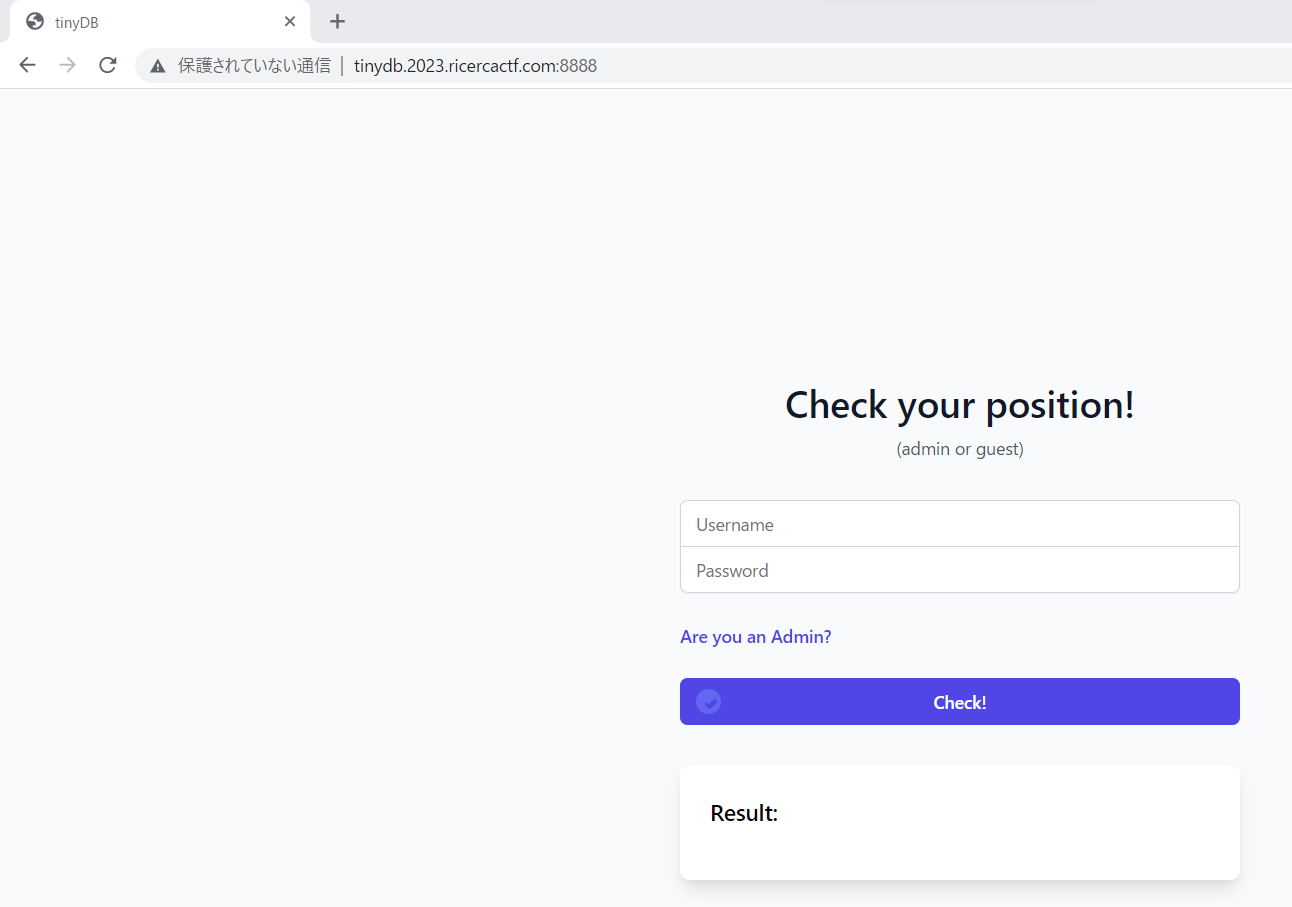 tinyDB
保護されていない通信 | tinydb.2023.ricercactf.com:8888
Check your position!
(admin or guest)
Username
Password
Are you an Admin?
Check!
Result: